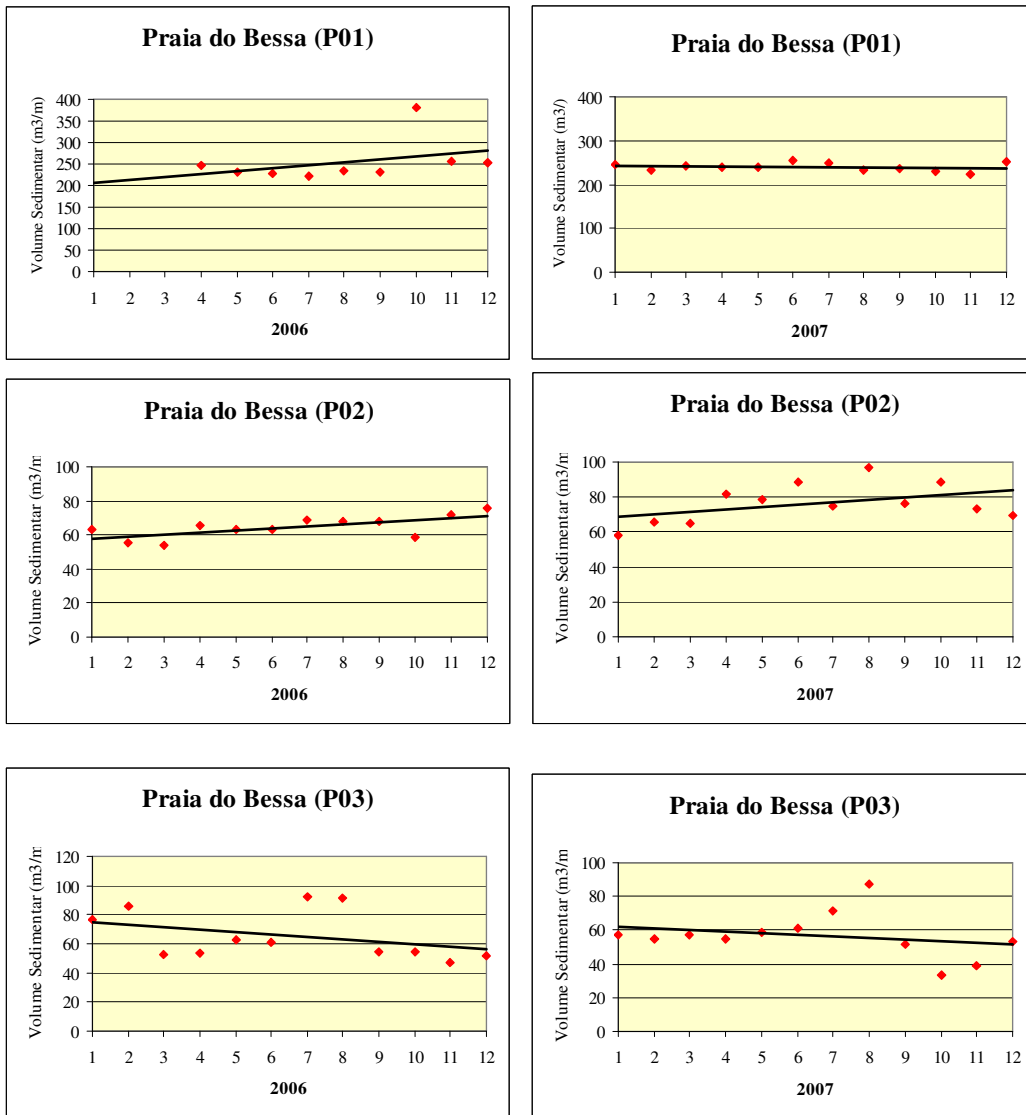 Praia do Bessa (P01)
Volume Sedimentar (m3/m)
400
350
300
250
200
150
100
50
0
1 2 3 4 5 6 7 8 9 10 11 12
2006
Praia do Bessa (P01)
Volume Sedimentar (m3/)
400
300
200
100
0
1 2 3 4 5 6 7 8 9 10 11 12
2007
Praia do Bessa (P02)
Volume Sedimentar (m3/m
100
80
60
40
20
0
1 2 3 4 5 6 7 8 9 10 11 12
2006
Praia do Bessa (P02)
Volume Sedimentar (m3/m
100
80
60
40
20
0
1 2 3 4 5 6 7 8 9 10 11 12
2007
Praia do Bessa (P03)
Volume Sedimentar (m3/m
120
100
80
60
40
20
0
1 2 3 4 5 6 7 8 9 10 11 12
2006
Praia do Bessa (P03)
Volume Sedimentar (m3/m
100
80
60
40
20
0
1 2 3 4 5 6 7 8 9 10 11 12
2007